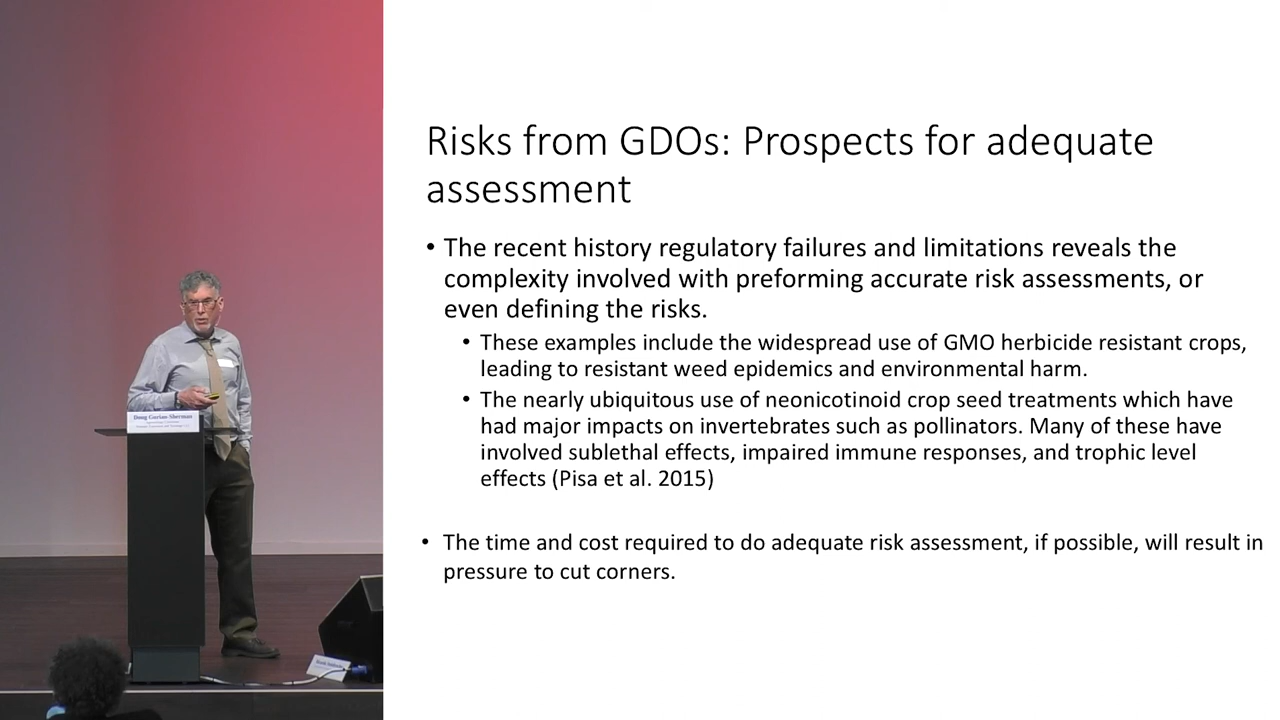 Doug Gurian-Sherman
Risks from GDOs: Prospects for adequate
assessment
• The recent history regulatory failures and limitations reveals the
complexity involved with preforming accurate risk assessments, or
even defining the risks.
• These examples include the widespread use of GMO herbicide resistant crops,
leading to resistant weed epidemics and environmental harm.
• The nearly ubiquitous use of neonicotinoid crop seed treatments which have
had major impacts on invertebrates such as pollinators. Many of these have
involved sublethal effects, impaired immune responses, and trophic level
effects (Pisa et al. 2015)
• The time and cost required to do adequate risk assessment, if possible, will result in
pressure to cut corners.